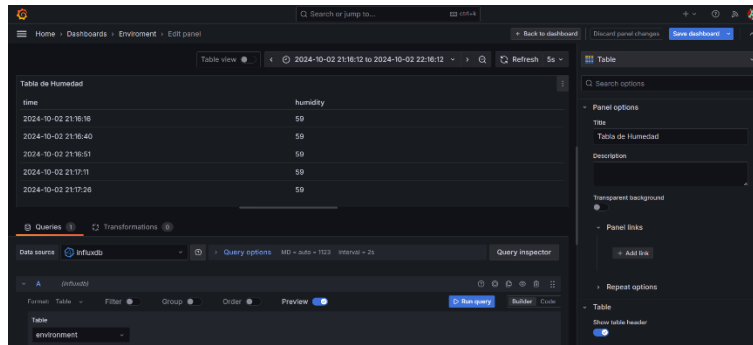 Search or jump to... ctrl+k
Home › Dashboards › Enviroment › Edit panel
Back to dashboard
Discard panel changes
Save dashboard
Table view
2024-10-02 21:16:12 to 2024-10-02 22:16:12
Refresh 5s
Table
Tabla de Humedad
Search options
time humidity
Panel options
2024-10-02 21:16:16 59
Title
Tabla de Humedad
2024-10-02 21:16:40 59
2024-10-02 21:16:51 59
Description
2024-10-02 21:17:11 59
2024-10-02 21:17:26 59
Transparent background
Queries 1 Transformations 0
Panel links
Data source influxdb Query options MD = auto = 1123 Interval = 2s Query inspector
+ Add link
A (influxdb)
Repeat options
Format: Table Filter Group Order Preview Run query Builder Code
Table
Table
Show table header
environment